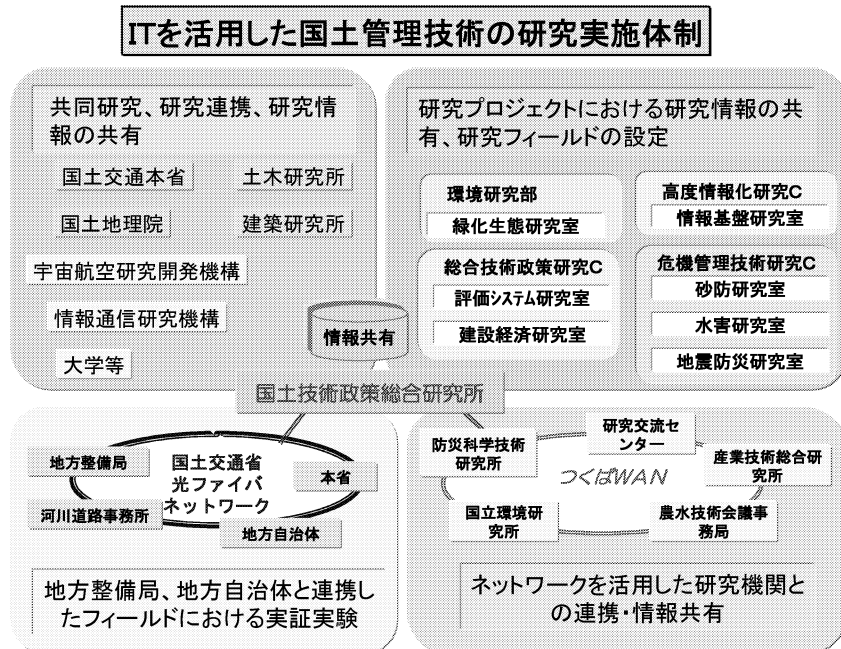 ITを活用した国土管理技術の研究実施体制
共同研究、研究連携、研究情
報の共有
国土交通本省
土木研究所
国土地理院
建築研究所
宇宙航空研究開発機構
情報通信研究機構
大学等
研究プロジェクトにおける研究情報の共
有、研究フィールドの設定
環境研究部
緑化生態研究室
総合技術政策研究C
評価システム研究室
建設経済研究室
高度情報化研究C
情報基盤研究室
危機管理技術研究C
砂防研究室
水害研究室
地震防災研究室
情報共有
国土技術政策総合研究所
地方整備局
国土交通省
光ファイバ
ネットワーク
本省
河川道路事務所
地方自治体
地方整備局、地方自治体と連携し
たフィールドにおける実証実験
防災科学技術
研究所
研究交流セ
ンター
産業技術総合研
究所
つくばWAN
国立環境研
究所
農水技術会議事
務局
ネットワークを活用した研究機関と
の連携・情報共有